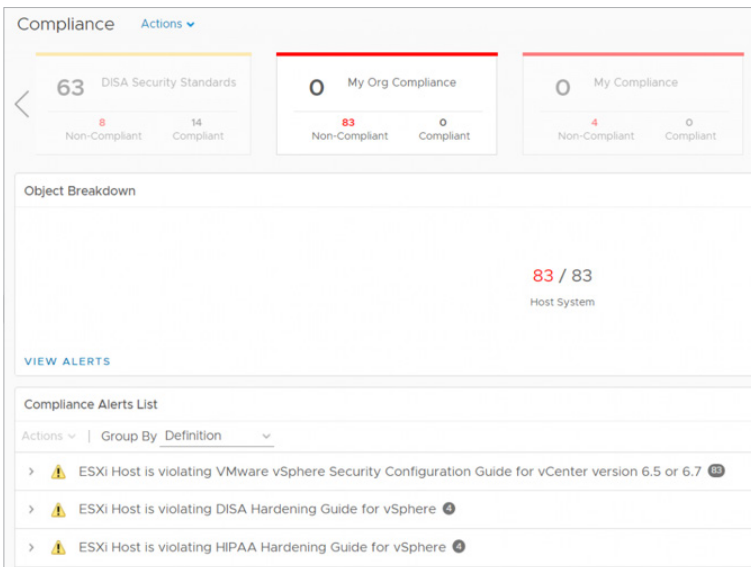 Compliance Actions
63 DISA Security Standards
8 14
Non-Compliant Compliant
0 My Org Compliance
83 0
Non-Compliant Compliant
0 My Compliance
4 0
Non-Compliant Compliant
Object Breakdown
83 / 83
Host System
VIEW ALERTS
Compliance Alerts List
Actions | Group By Definition
ESXi Host is violating VMware vSphere Security Configuration Guide for vCenter version 6.5 or 6.7 83
ESXi Host is violating DISA Hardening Guide for vSphere 4
ESXi Host is violating HIPAA Hardening Guide for vSphere 4